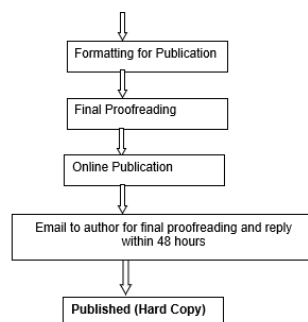 Formatting for Publication
Final Proofreading
Online Publication
Email to author for final proofreading and reply
within 48 hours
Published (Hard Copy)